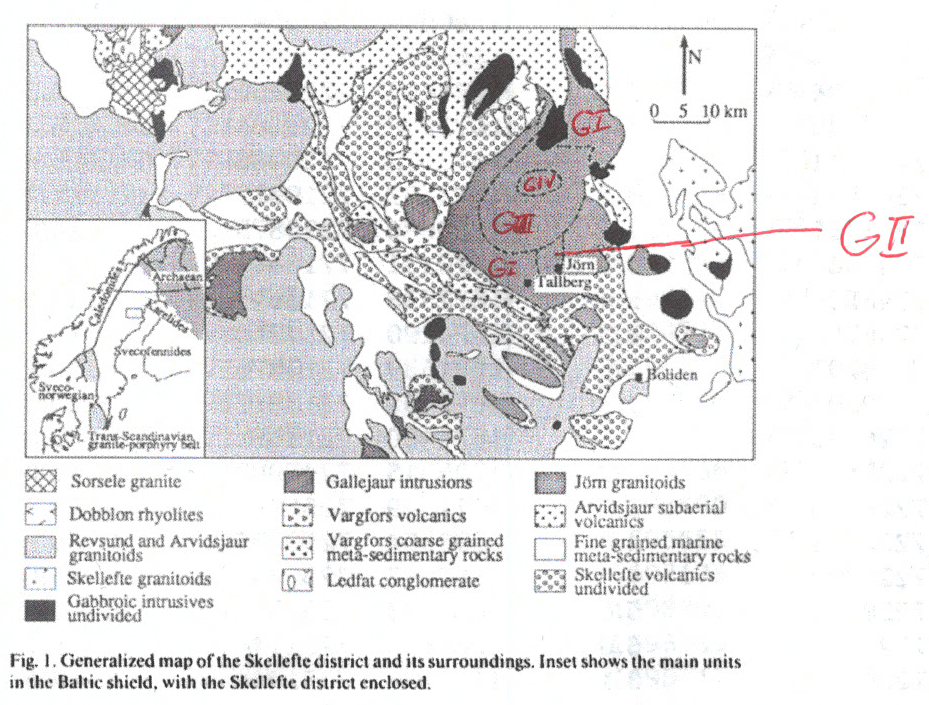 N
0 5 10 km
GI
GIV
GIII
GII
GI
Jörn
Tallberg
Boliden
Archaean
Caledonides
Karelides
Svecofennides
Sveco-
norwegian
Trans-Scandinavian
granite-porphyry belt
Sorsele granite
Dobblon rhyolites
Revsund and Arvidsjaur
granitoids
Skellefte granitoids
Gabbroic intrusives
undivided
Gallejaur intrusions
Vargfors volcanics
Vargfors coarse grained
meta-sedimentary rocks
Ledfat conglomerate
Jörn granitoids
Arvidsjaur subaerial
volcanics
Fine grained marine
meta-sedimentary rocks
Skellefte volcanics
undivided
Fig. 1. Generalized map of the Skellefte district and its surroundings. Inset shows the main units
in the Baltic shield, with the Skellefte district enclosed.